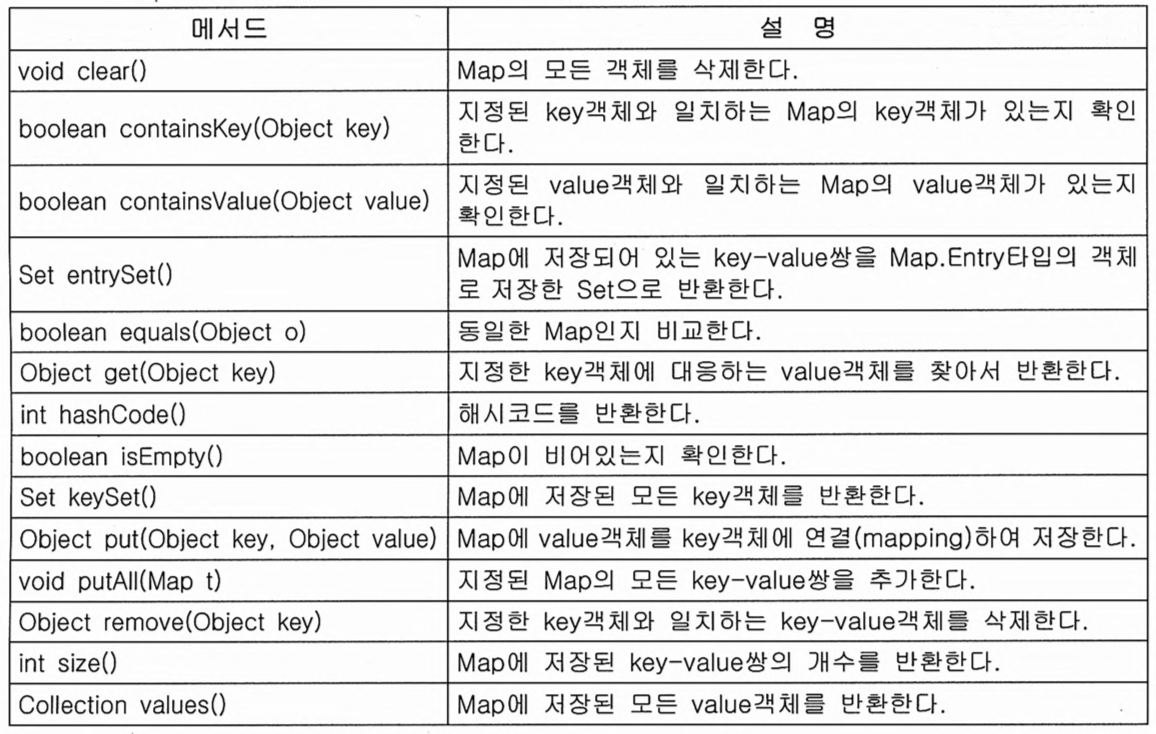 메서드 설 명
void clear() Map의 모든 객체를 삭제한다.
boolean containsKey(Object key) 지정된 key객체와 일치하는 Map의 key객체가 있는지 확인
한다.
boolean containsValue(Object value) 지정된 value객체와 일치하는 Map의 value객체가 있는지
확인한다.
Set entrySet() Map에 저장되어 있는 key-value쌍을 Map.Entry타입의 객체
로 저장한 Set으로 반환한다.
boolean equals(Object o) 동일한 Map인지 비교한다.
Object get(Object key) 지정한 key객체에 대응하는 value객체를 찾아서 반환한다.
int hashCode() 해시코드를 반환한다.
boolean isEmpty() Map이 비어있는지 확인한다.
Set keySet() Map에 저장된 모든 key객체를 반환한다.
Object put(Object key, Object value) Map에 value객체를 key객체에 연결(mapping)하여 저장한다.
void putAll(Map t) 지정된 Map의 모든 key-value쌍을 추가한다.
Object remove(Object key) 지정한 key객체와 일치하는 key-value객체를 삭제한다.
int size() Map에 저장된 key-value쌍의 개수를 반환한다.
Collection values() Map에 저장된 모든 value객체를 반환한다.